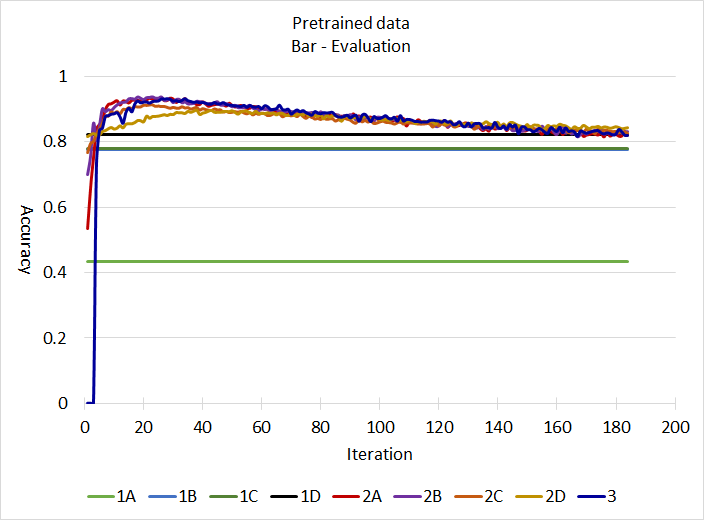 Pretrained data
Bar - Evaluation
1
0.8
0.6
0.4
0.2
0
Accuracy
0 20 40 60 80 100 120 140 160 180 200
Iteration
1A 1B 1C 1D 2A 2B 2C 2D 3